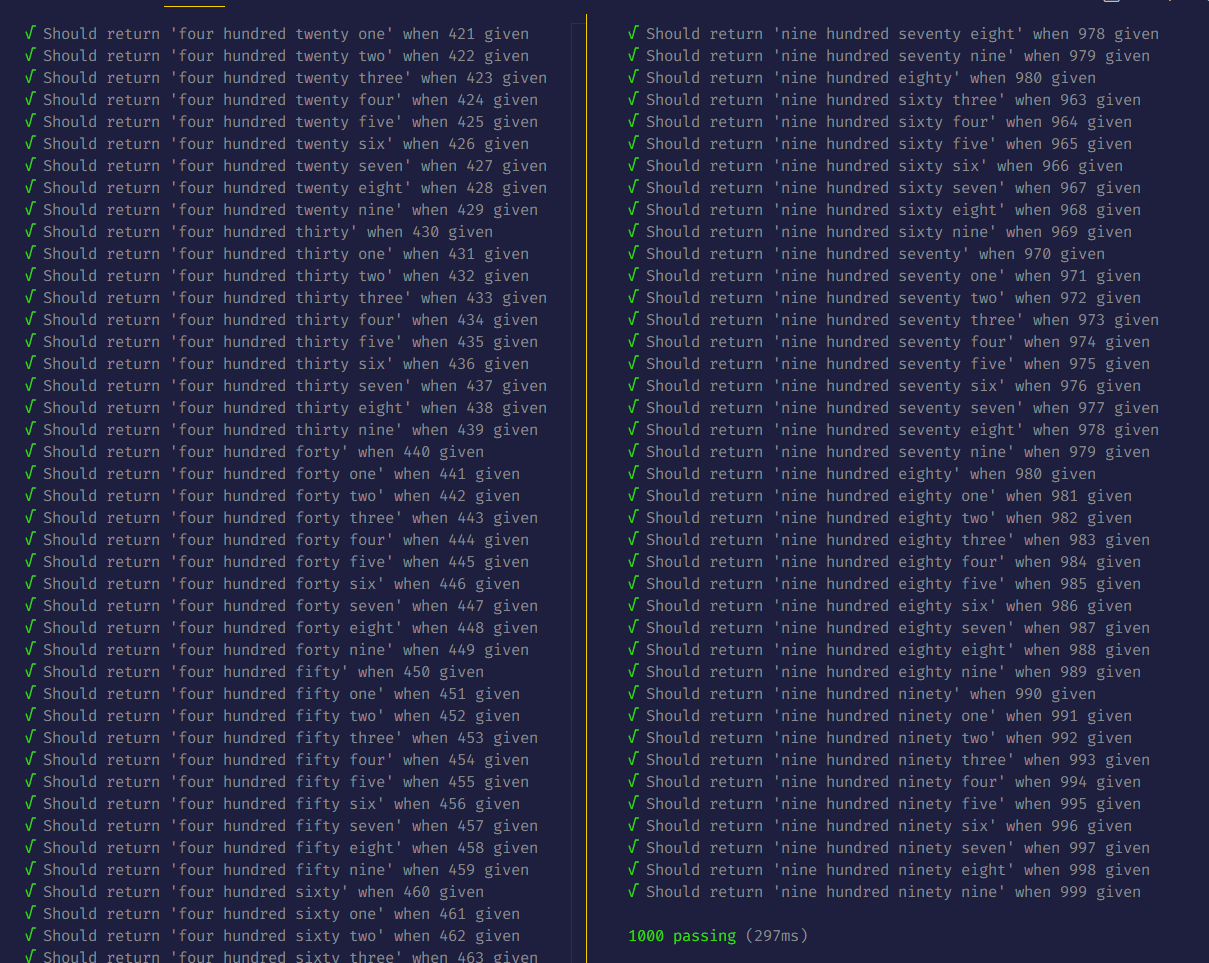 √ Should return 'four hundred twenty one' when 421 given
√ Should return 'four hundred twenty two' when 422 given
√ Should return 'four hundred twenty three' when 423 given
√ Should return 'four hundred twenty four' when 424 given
√ Should return 'four hundred twenty five' when 425 given
√ Should return 'four hundred twenty six' when 426 given
√ Should return 'four hundred twenty seven' when 427 given
√ Should return 'four hundred twenty eight' when 428 given
√ Should return 'four hundred twenty nine' when 429 given
√ Should return 'four hundred thirty' when 430 given
√ Should return 'four hundred thirty one' when 431 given
√ Should return 'four hundred thirty two' when 432 given
√ Should return 'four hundred thirty three' when 433 given
√ Should return 'four hundred thirty four' when 434 given
√ Should return 'four hundred thirty five' when 435 given
√ Should return 'four hundred thirty six' when 436 given
√ Should return 'four hundred thirty seven' when 437 given
√ Should return 'four hundred thirty eight' when 438 given
√ Should return 'four hundred thirty nine' when 439 given
√ Should return 'four hundred forty' when 440 given
√ Should return 'four hundred forty one' when 441 given
√ Should return 'four hundred forty two' when 442 given
√ Should return 'four hundred forty three' when 443 given
√ Should return 'four hundred forty four' when 444 given
√ Should return 'four hundred forty five' when 445 given
√ Should return 'four hundred forty six' when 446 given
√ Should return 'four hundred forty seven' when 447 given
√ Should return 'four hundred forty eight' when 448 given
√ Should return 'four hundred forty nine' when 449 given
√ Should return 'four hundred fifty' when 450 given
√ Should return 'four hundred fifty one' when 451 given
√ Should return 'four hundred fifty two' when 452 given
√ Should return 'four hundred fifty three' when 453 given
√ Should return 'four hundred fifty four' when 454 given
√ Should return 'four hundred fifty five' when 455 given
√ Should return 'four hundred fifty six' when 456 given
√ Should return 'four hundred fifty seven' when 457 given
√ Should return 'four hundred fifty eight' when 458 given
√ Should return 'four hundred fifty nine' when 459 given
√ Should return 'four hundred sixty' when 460 given
√ Should return 'four hundred sixty one' when 461 given
√ Should return 'four hundred sixty two' when 462 given
√ Should return 'four hundred sixty three' when 463 given
√ Should return 'nine hundred seventy eight' when 978 given
√ Should return 'nine hundred seventy nine' when 979 given
√ Should return 'nine hundred eighty' when 980 given
√ Should return 'nine hundred sixty three' when 963 given
√ Should return 'nine hundred sixty four' when 964 given
√ Should return 'nine hundred sixty five' when 965 given
√ Should return 'nine hundred sixty six' when 966 given
√ Should return 'nine hundred sixty seven' when 967 given
√ Should return 'nine hundred sixty eight' when 968 given
√ Should return 'nine hundred sixty nine' when 969 given
√ Should return 'nine hundred seventy' when 970 given
√ Should return 'nine hundred seventy one' when 971 given
√ Should return 'nine hundred seventy two' when 972 given
√ Should return 'nine hundred seventy three' when 973 given
√ Should return 'nine hundred seventy four' when 974 given
√ Should return 'nine hundred seventy five' when 975 given
√ Should return 'nine hundred seventy six' when 976 given
√ Should return 'nine hundred seventy seven' when 977 given
√ Should return 'nine hundred seventy eight' when 978 given
√ Should return 'nine hundred seventy nine' when 979 given
√ Should return 'nine hundred eighty' when 980 given
√ Should return 'nine hundred eighty one' when 981 given
√ Should return 'nine hundred eighty two' when 982 given
√ Should return 'nine hundred eighty three' when 983 given
√ Should return 'nine hundred eighty four' when 984 given
√ Should return 'nine hundred eighty five' when 985 given
√ Should return 'nine hundred eighty six' when 986 given
√ Should return 'nine hundred eighty seven' when 987 given
√ Should return 'nine hundred eighty eight' when 988 given
√ Should return 'nine hundred eighty nine' when 989 given
√ Should return 'nine hundred ninety' when 990 given
√ Should return 'nine hundred ninety one' when 991 given
√ Should return 'nine hundred ninety two' when 992 given
√ Should return 'nine hundred ninety three' when 993 given
√ Should return 'nine hundred ninety four' when 994 given
√ Should return 'nine hundred ninety five' when 995 given
√ Should return 'nine hundred ninety six' when 996 given
√ Should return 'nine hundred ninety seven' when 997 given
√ Should return 'nine hundred ninety eight' when 998 given
√ Should return 'nine hundred ninety nine' when 999 given
1000 passing (297ms)